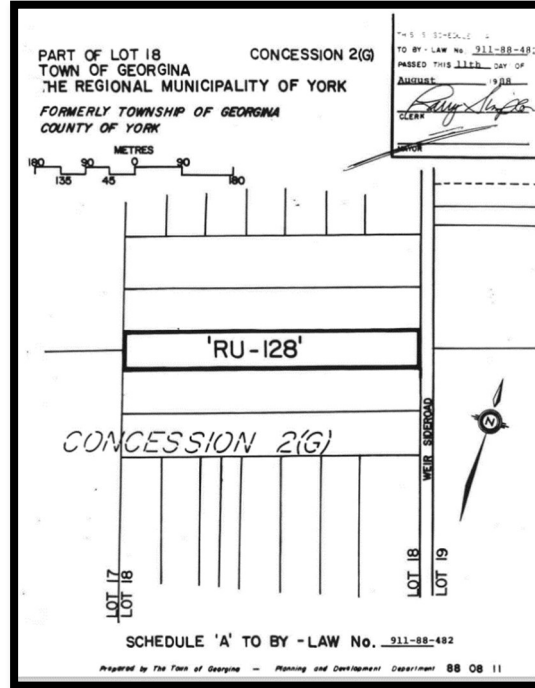 THIS IS SCHEDULE
TO BY-LAW No. 911-88-482
PASSED THIS 11th DAY OF
August 1988
CLERK
MAYOR
PART OF LOT 18 CONCESSION 2(G)
TOWN OF GEORGINA
THE REGIONAL MUNICIPALITY OF YORK
FORMERLY TOWNSHIP OF GEORGINA
COUNTY OF YORK
METRES
180 90 0 90
135 45 180
'RU-128'
CONCESSION 2(G)
WEIR SIDEROAD
N
LOT 17
LOT 18
LOT 18
LOT 19
SCHEDULE 'A' TO BY-LAW No. 911-88-482
Prepared by The Town of Georgina — Planning and Development Department 88 08 11